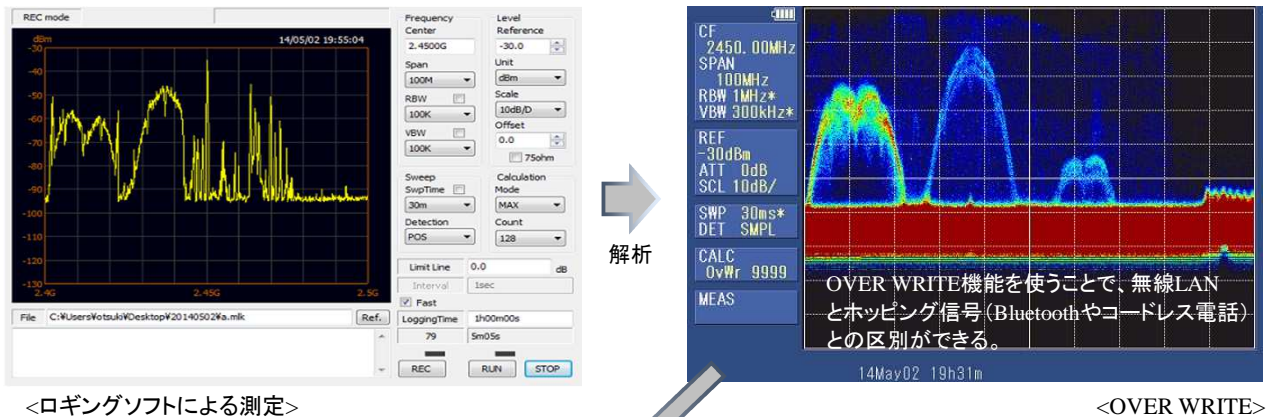 REC mode
dBm
14/05/02 19:55:04
-30
-40
-50
-60
-70
-80
-90
-100
-110
-120
-130
2.4G
2.45G
2.5G
File
C:¥Users¥otsuki¥Desktop¥20140502¥a.mlk
Ref.
Frequency
Center
2.4500G
Span
100M
RBW
100K
VBW
100K
Level
Reference
-30.0
Unit
dBm
Scale
10dB/D
Offset
0.0
75ohm
Sweep
SwpTime
30m
Detection
POS
Calculation
Mode
MAX
Count
128
Limit Line
0.0
dB
Interval
1sec
Fast
LoggingTime
1h00m00s
79
5m05s
REC
RUN
STOP
<ロギングソフトによる測定>
解析
CF
2450.00MHz
SPAN
100MHz
RBW 1MHz*
VBW 300kHz*
REF
-30dBm
ATT 0dB
SCL 10dB/
SWP 30ms*
DET SMPL
CALC
OvWr 9999
MEAS
OVER WRITE機能を使うことで、無線LAN
とホッピング信号(Bluetoothやコードレス電話)
との区別ができる。
14May02 19h31m
<OVER WRITE>